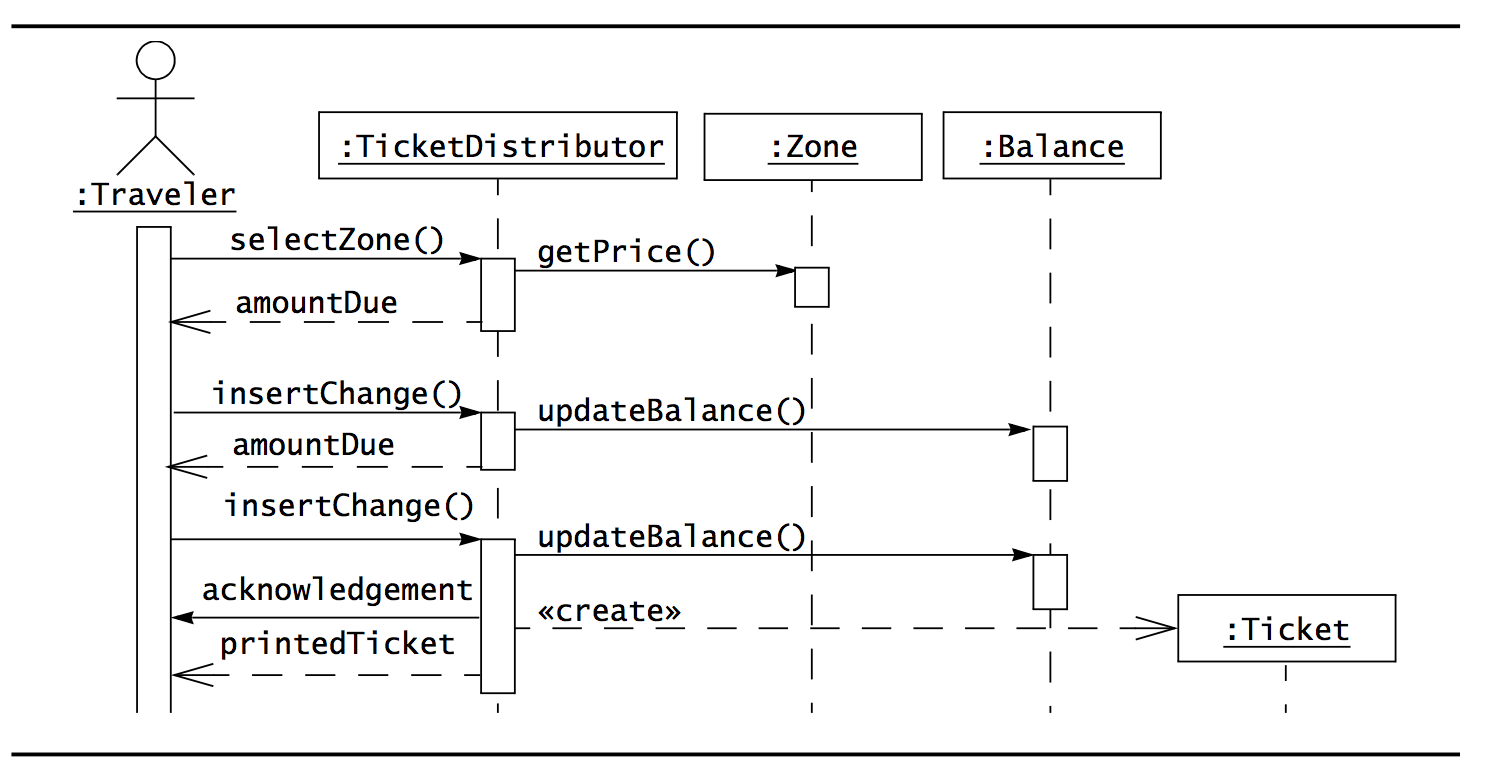 :TicketDistributor
:Zone
:Balance
:Traveler
selectZone()
getPrice()
amountDue
insertChange()
updateBalance()
amountDue
insertChange()
updateBalance()
acknowledgement
«create»
:Ticket
printedTicket